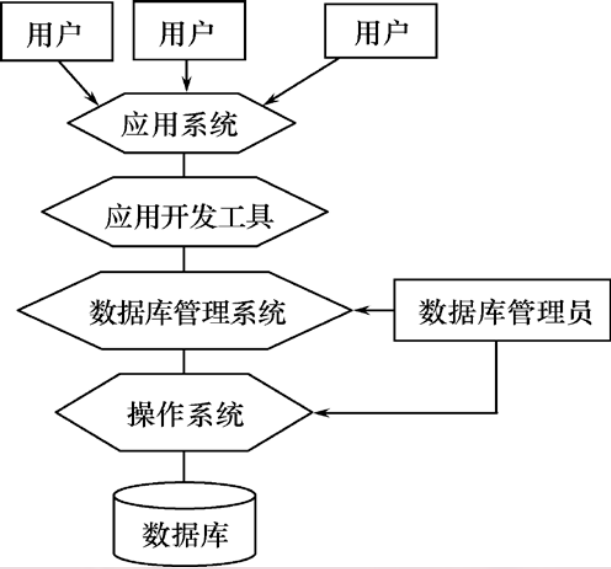 用户
用户
用户
应用系统
应用开发工具
数据库管理系统
数据库管理员
操作系统
数据库